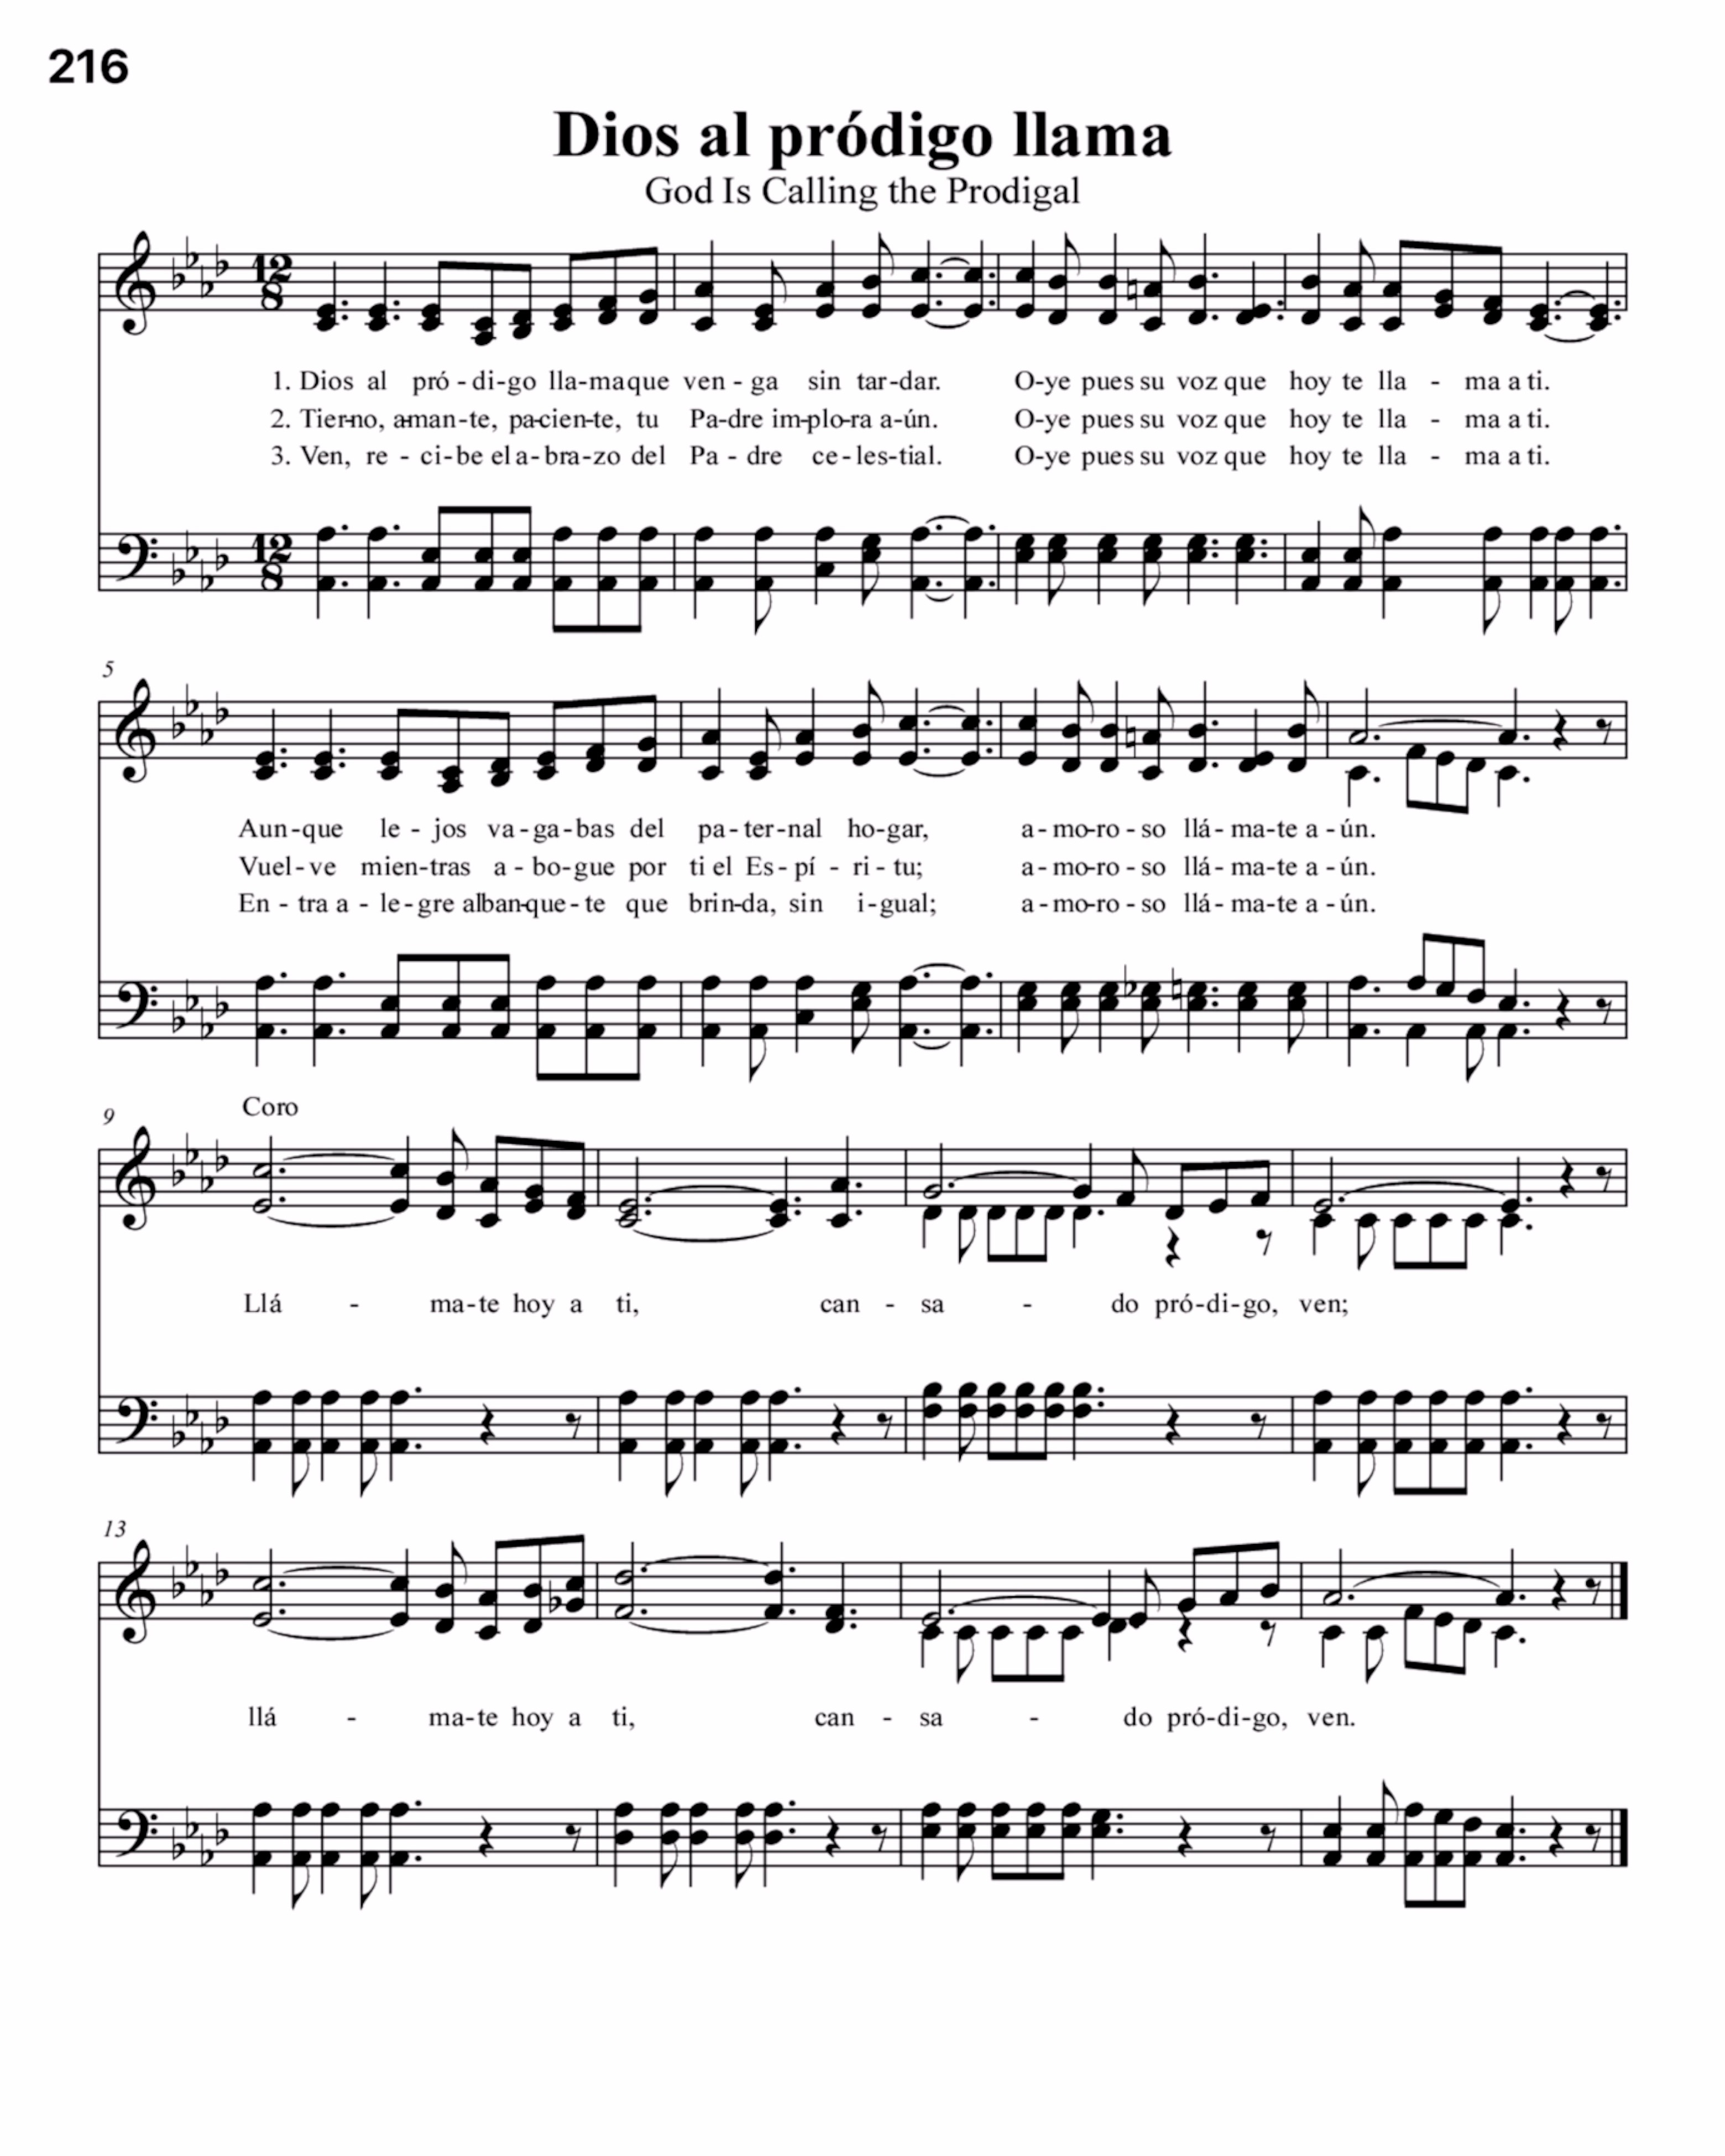 216
Dios al pródigo llama
God Is Calling the Prodigal
12
8
1. Dios al pró - di - go lla - ma que ven - ga sin tar - dar. O - ye pues su voz que hoy te lla - ma a ti.
2. Tier - no, a - man - te, pa - cien - te, tu Pa - dre im - plo - ra a - ún. O - ye pues su voz que hoy te lla - ma a ti.
3. Ven, re - ci - be el a - bra - zo del Pa - dre ce - les - tial. O - ye pues su voz que hoy te lla - ma a ti.
12
8
5
Aun - que le - jos va - ga - bas del pa - ter - nal ho - gar, a - mo - ro - so llá - ma - te a - ún.
Vuel - ve mien - tras a - bo - gue por ti el Es - pí - ri - tu; a - mo - ro - so llá - ma - te a - ún.
En - tra a - le - gre al ban - que - te que brin - da, sin i - gual; a - mo - ro - so llá - ma - te a - ún.
9
Coro
Llá - ma - te hoy a ti, can - sa - do pró - di - go, ven;
13
llá - ma - te hoy a ti, can - sa - do pró - di - go, ven.